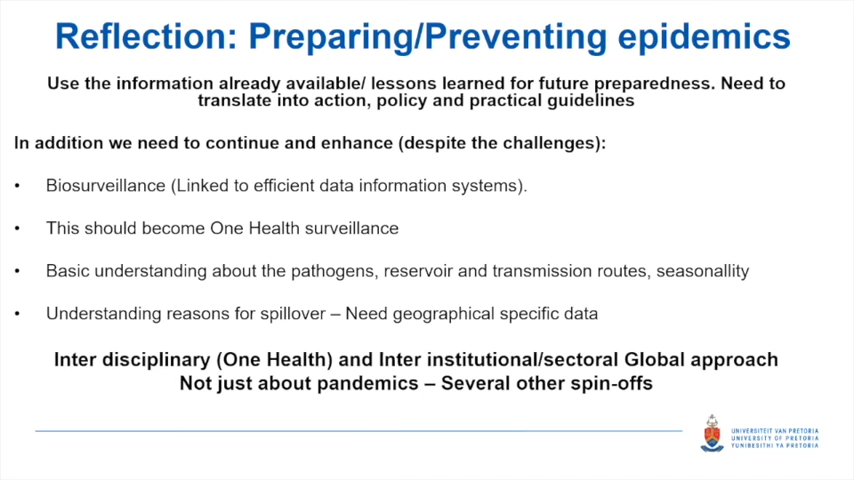 Reflection: Preparing/Preventing epidemics
Use the information already available/ lessons learned for future preparedness. Need to
translate into action, policy and practical guidelines
In addition we need to continue and enhance (despite the challenges):
• Biosurveillance (Linked to efficient data information systems).
• This should become One Health surveillance
• Basic understanding about the pathogens, reservoir and transmission routes, seasonallity
• Understanding reasons for spillover – Need geographical specific data
Inter disciplinary (One Health) and Inter institutional/sectoral Global approach
Not just about pandemics – Several other spin-offs
UNIVERSITEIT VAN PRETORIA
UNIVERSITY OF PRETORIA
YUNIBESITHI YA PRETORIA